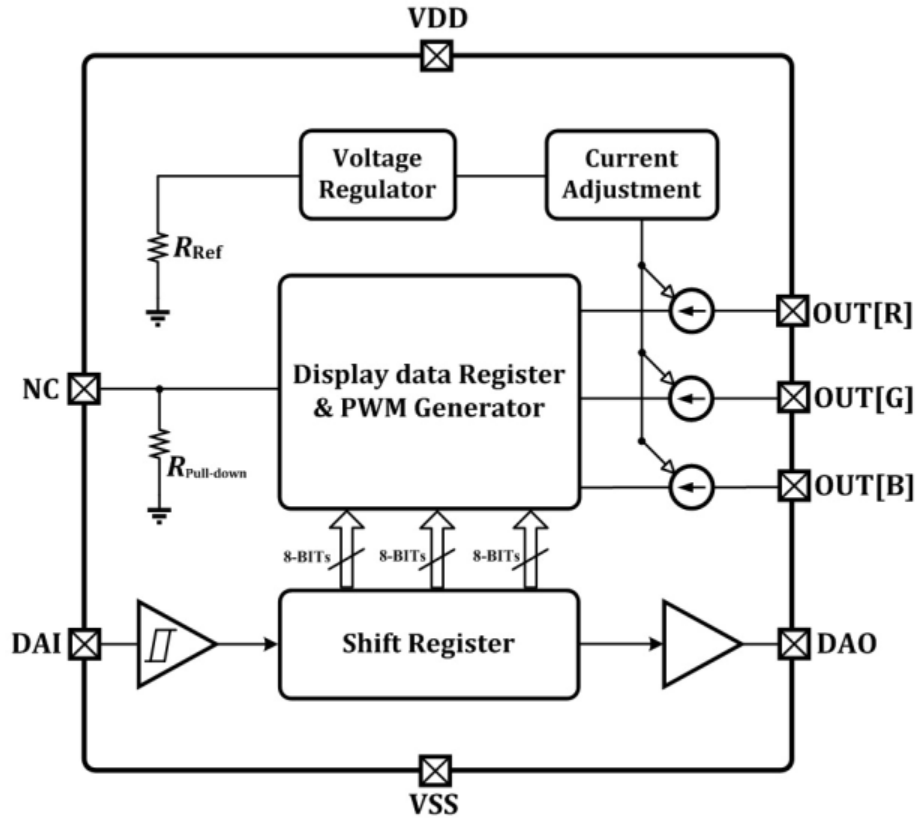 VDD
Voltage
Regulator
Current
Adjustment
RRef
OUT[R]
NC
Display data Register
& PWM Generator
OUT[G]
RPull-down
OUT[B]
8-BITs
8-BITs
8-BITs
DAI
Shift Register
DAO
VSS